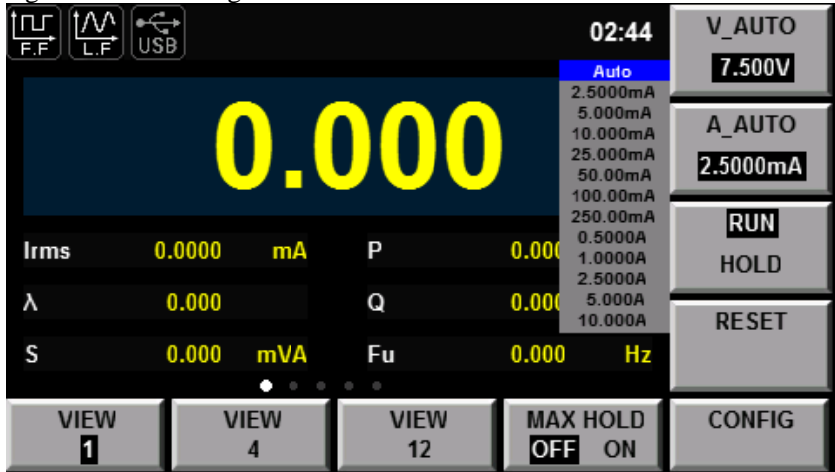 F.F
L.F
USB
02:44
V_AUTO
7.500V
Auto
2.5000mA
5.000mA
10.000mA
25.000mA
50.00mA
100.00mA
250.00mA
0.5000A
1.0000A
2.5000A
5.000A
10.000A
0.000
A_AUTO
2.5000mA
RUN
HOLD
RESET
Irms 0.0000 mA P 0.000
λ 0.000 Q 0.000
S 0.000 mVA Fu 0.000 Hz
VIEW
1
VIEW
4
VIEW
12
MAX HOLD
OFF ON
CONFIG